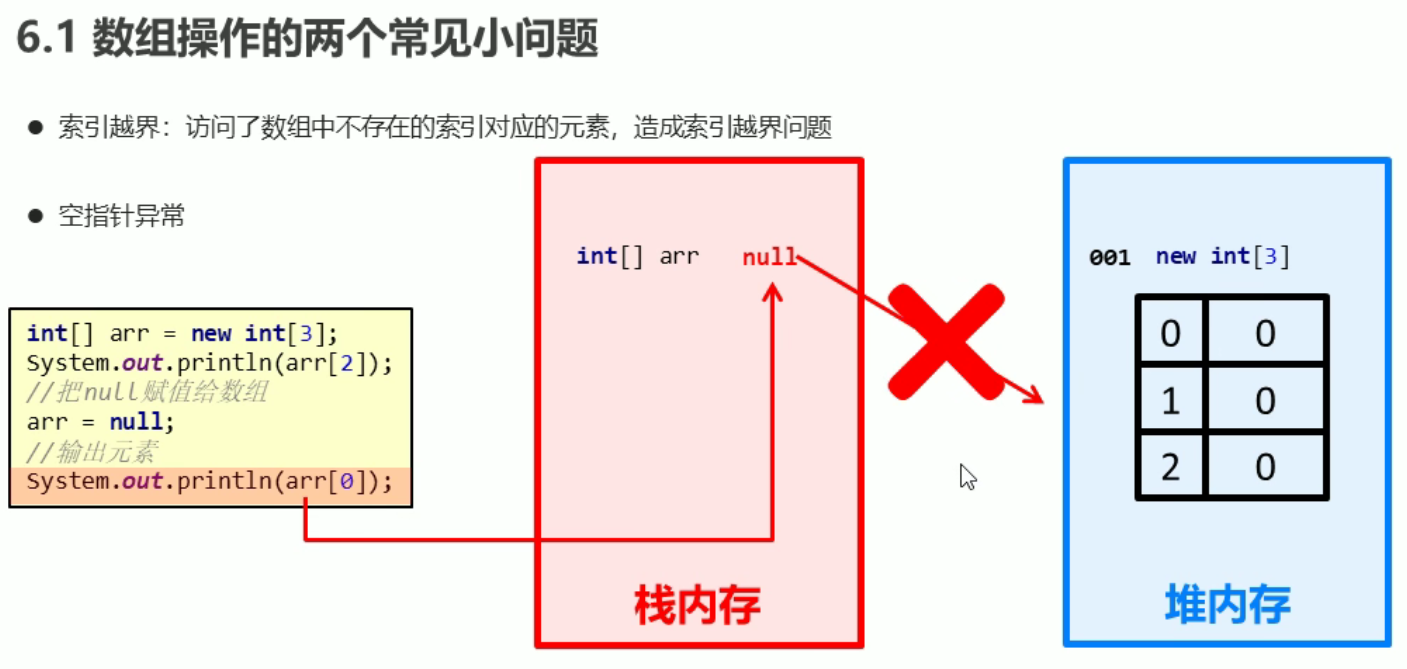 6.1 数组操作的两个常见小问题
● 索引越界：访问了数组中不存在的索引对应的元素，造成索引越界问题
● 空指针异常
int[] arr = new int[3];
System.out.println(arr[2]);
//把null赋值给数组
arr = null;
//输出元素
System.out.println(arr[0]);
int[] arr null
栈内存
001 new int[3]
0 0
1 0
2 0
堆内存